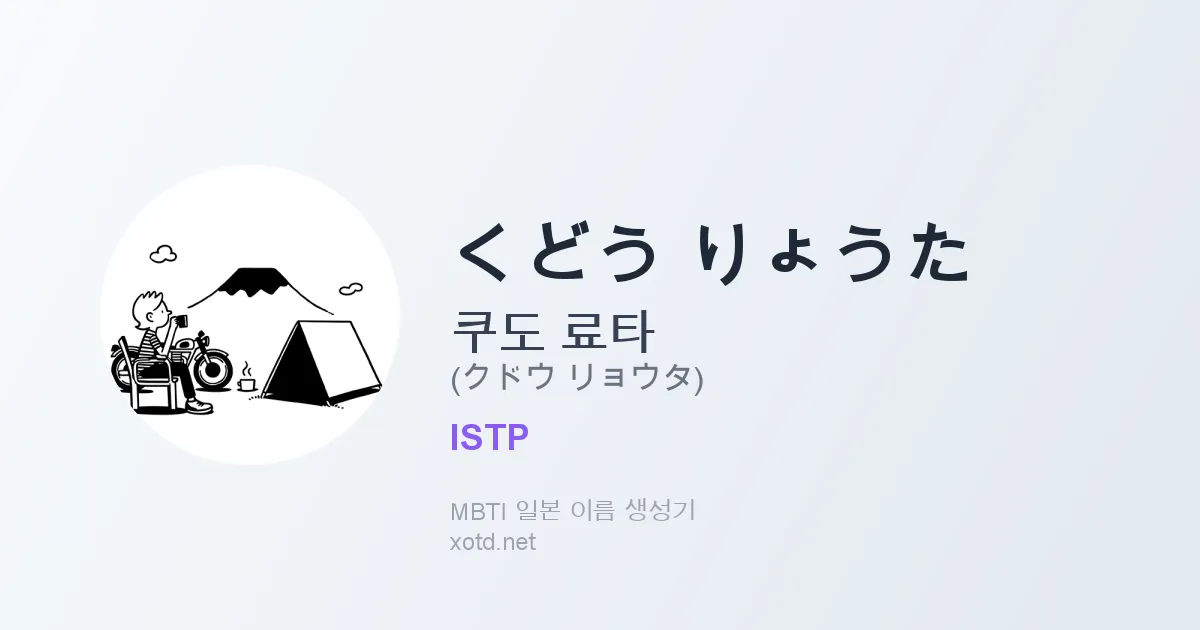 くどう りょうた
쿠도 료타
(クドウ リョウタ)
ISTP
MBTI 일본 이름 생성기
xotd.net